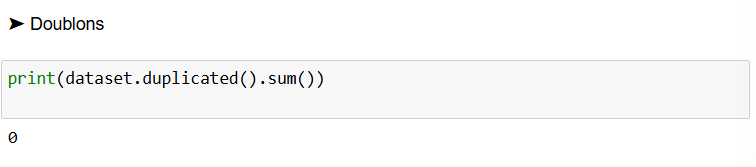 ➤ Doublons
print(dataset.duplicated().sum())
0